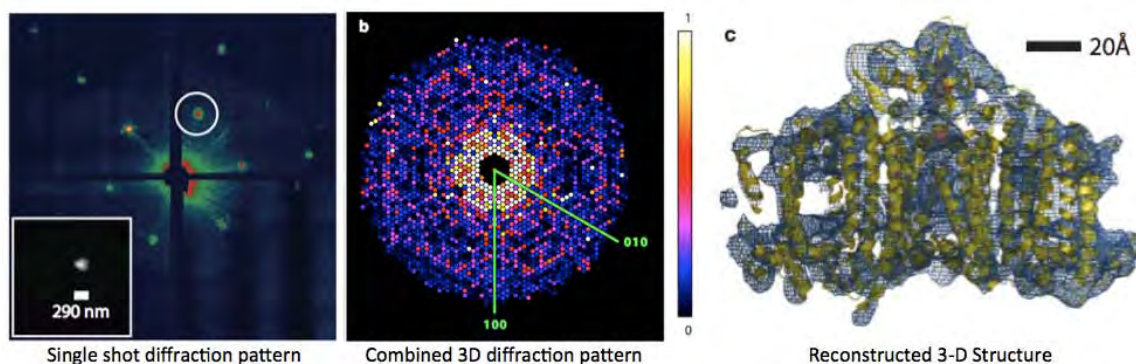 b
1
c
20Å
290 nm
010
100
0
Single shot diffraction pattern
Combined 3D diffraction pattern
Reconstructed 3-D Structure